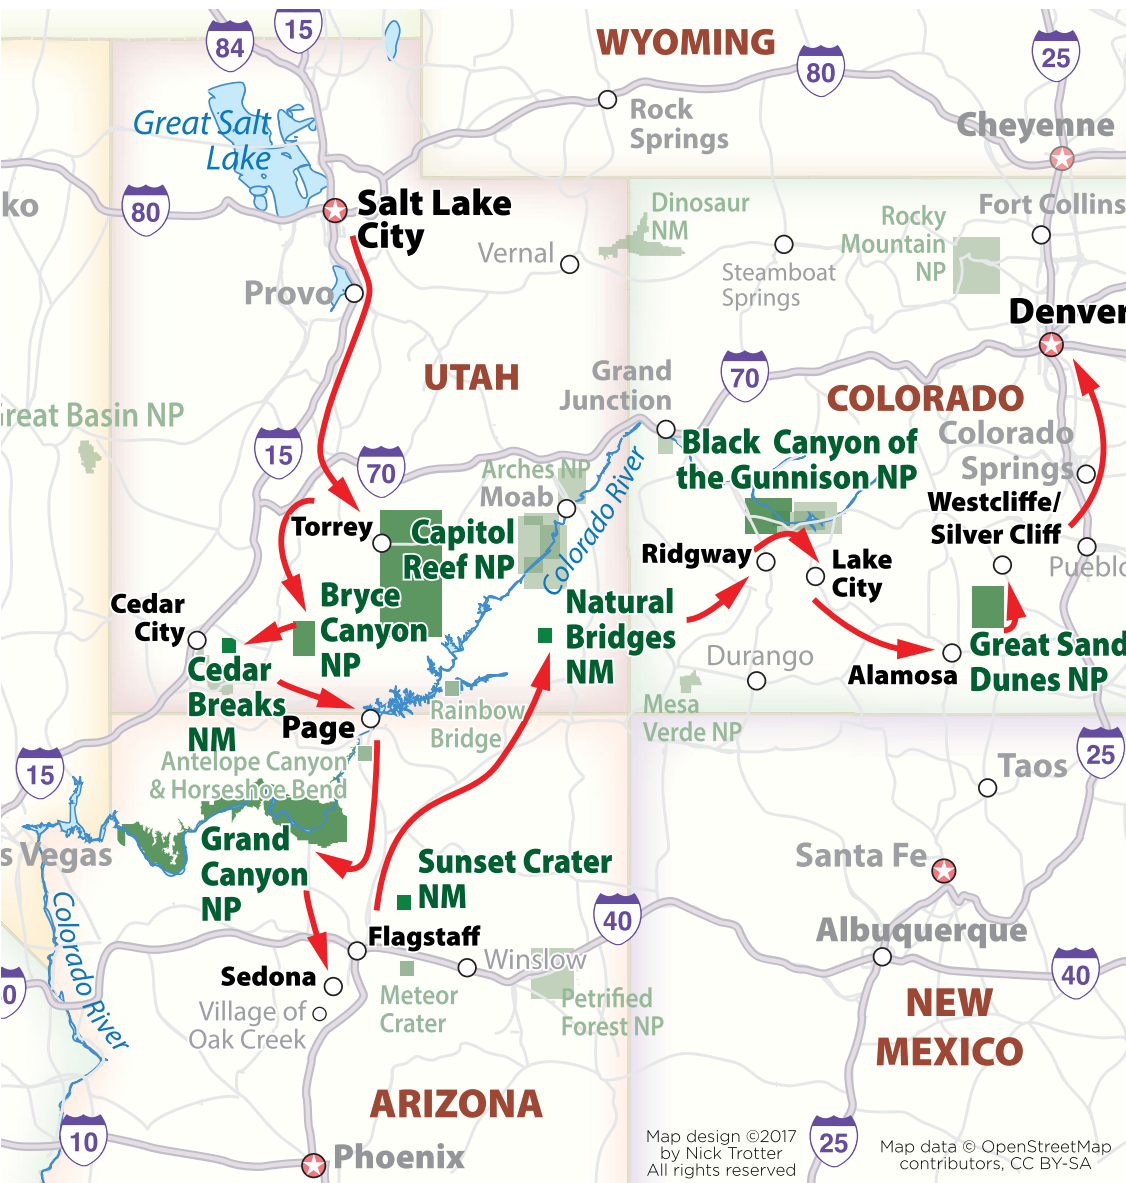 84
15
WYOMING
80
25
Rock
Springs
Cheyenne
Great Salt
Lake
80
ko
Salt Lake
City
Dinosaur
NM
Rocky
Mountain
NP
Fort Collins
Vernal
Steamboat
Springs
Provo
Denver
UTAH
Grand
Junction
70
COLORADO
reat Basin NP
15
70
Arches NP
Moab
Colorado River
Black Canyon of
the Gunnison NP
Colorado
Springs
Westcliffe/
Silver Cliff
Torrey
Capitol
Reef NP
Ridgway
Lake
City
Pueblo
Cedar
City
Bryce
Canyon
NP
Natural
Bridges
NM
Cedar
Breaks
NM
Durango
Alamosa
Great Sand
Dunes NP
Page
Rainbow
Bridge
Mesa
Verde NP
Antelope Canyon
& Horseshoe Bend
15
25
Taos
s Vegas
Grand
Canyon
NP
Sunset Crater
NM
Santa Fe
40
Colorado River
Flagstaff
Albuquerque
Sedona
Winslow
40
0
Village of
Oak Creek
Meteor
Crater
Petrified
Forest NP
NEW
MEXICO
ARIZONA
10
Phoenix
25
Map design ©2017
by Nick Trotter
All rights reserved
Map data © OpenStreetMap
contributors, CC BY-SA